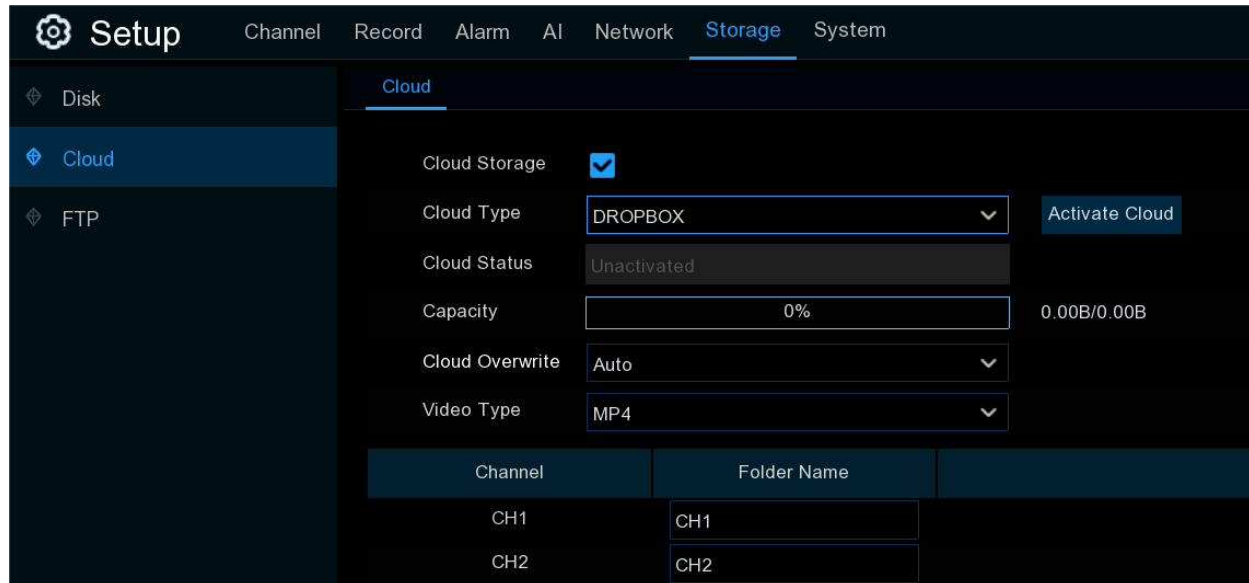 Setup Channel Record Alarm AI Network Storage System
Disk
Cloud
FTP
Cloud
Cloud Storage
Cloud Type DROPBOX Activate Cloud
Cloud Status Unactivated
Capacity 0% 0.00B/0.00B
Cloud Overwrite Auto
Video Type MP4
Channel Folder Name
CH1 CH1
CH2 CH2